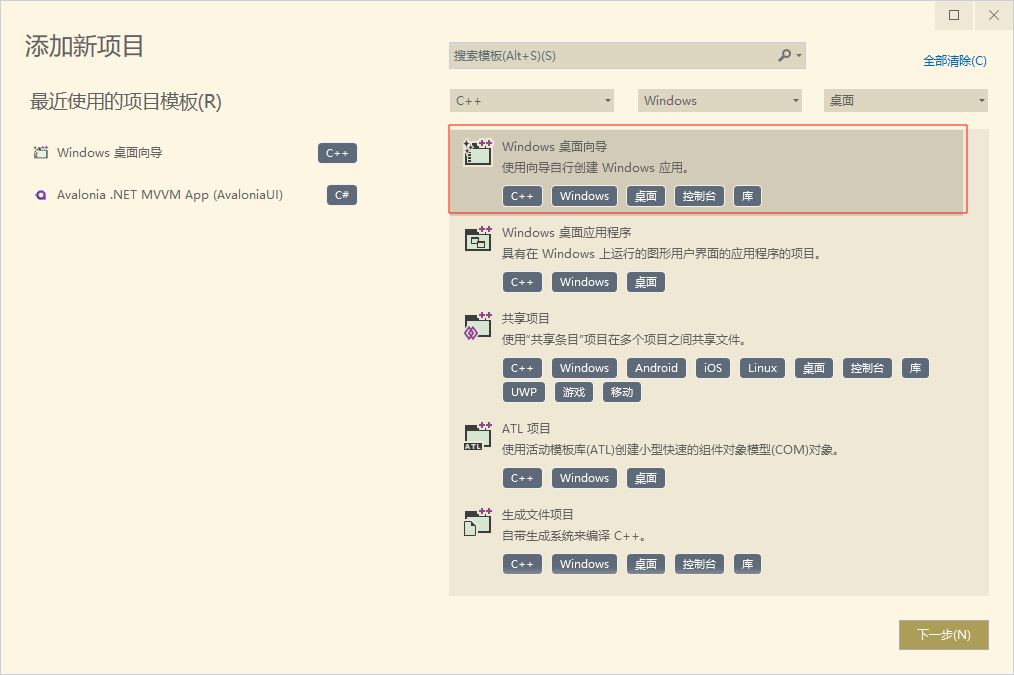 添加新项目
最近使用的项目模板(R)
Windows 桌面向导 C++
Avalonia .NET MVVM App (AvaloniaUI) C#
搜索模板(Alt+S)(S)
全部清除(C)
C++ Windows 桌面
Windows 桌面向导
使用向导自行创建 Windows 应用。
C++ Windows 桌面 控制台 库
Windows 桌面应用程序
具有在 Windows 上运行的图形用户界面的应用程序的项目。
C++ Windows 桌面
共享项目
使用“共享条目”项目在多个项目之间共享文件。
C++ Windows Android iOS Linux 桌面 控制台 库
UWP 游戏 移动
ATL
ATL 项目
使用活动模板库(ATL)创建小型快速的组件对象模型(COM)对象。
C++ Windows 桌面
生成文件项目
自带生成系统来编译 C++。
C++ Windows 桌面 控制台 库
下一步(N)